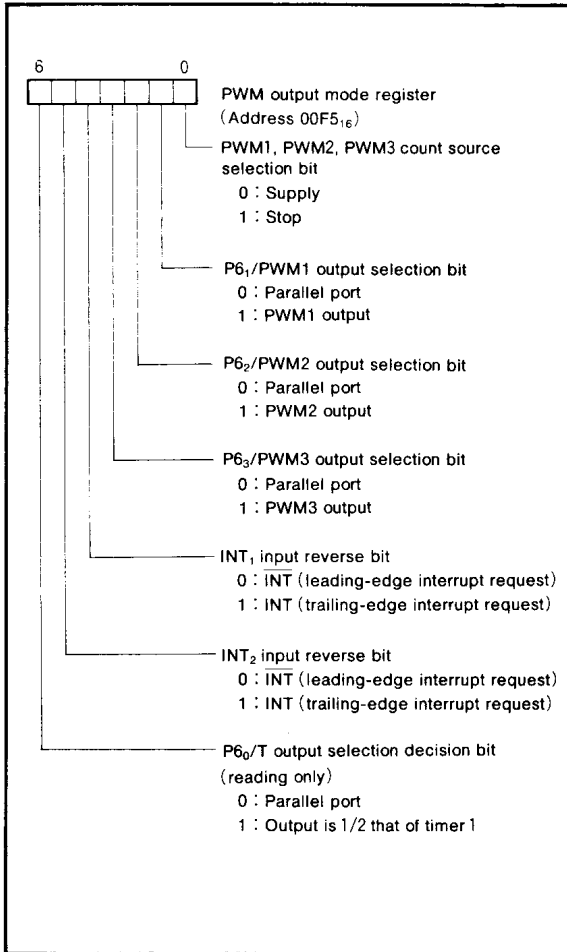 6 0
PWM output mode register
(Address 00F5₁₆)
PWM1, PWM2, PWM3 count source
selection bit
0 : Supply
1 : Stop
P6₁/PWM1 output selection bit
0 : Parallel port
1 : PWM1 output
P6₂/PWM2 output selection bit
0 : Parallel port
1 : PWM2 output
P6₃/PWM3 output selection bit
0 : Parallel port
1 : PWM3 output
INT₁ input reverse bit
0 : I̅N̅T̅ (leading-edge interrupt request)
1 : INT (trailing-edge interrupt request)
INT₂ input reverse bit
0 : I̅N̅T̅ (leading-edge interrupt request)
1 : INT (trailing-edge interrupt request)
P6₀/T output selection decision bit
(reading only)
0 : Parallel port
1 : Output is 1/2 that of timer 1